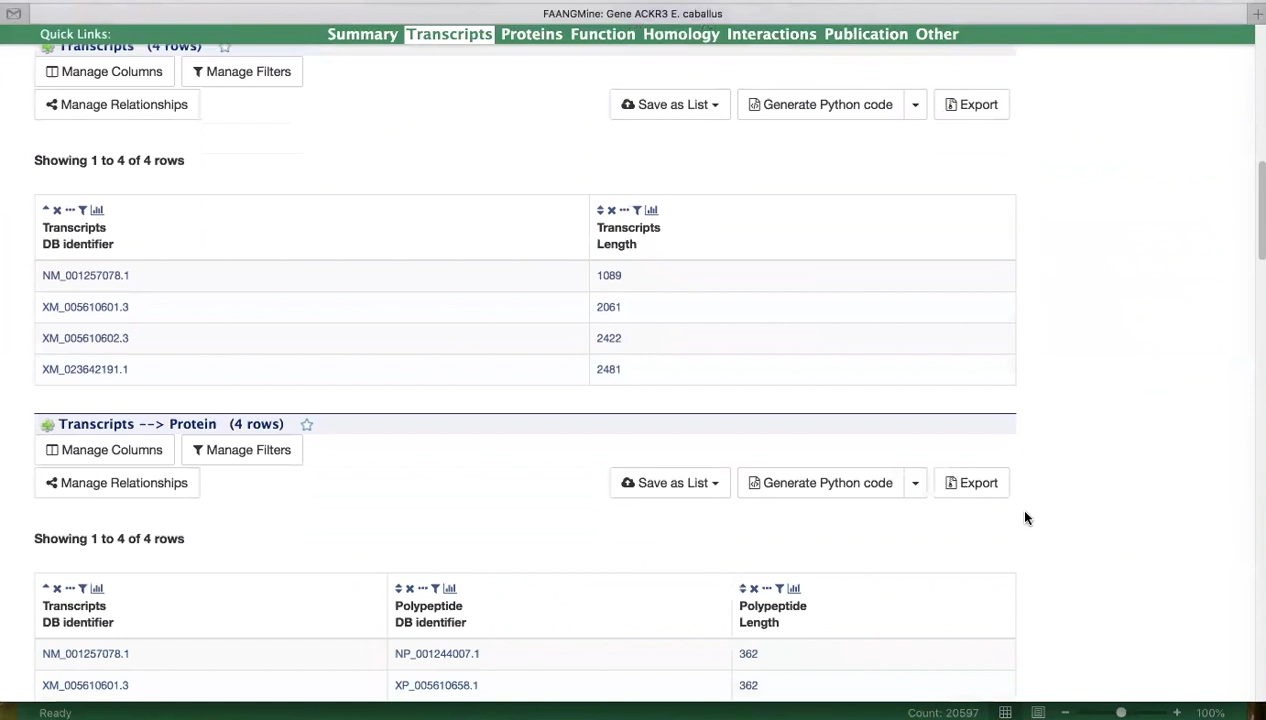 FAANGMine: Gene ACKR3 E. caballus
Quick Links: Summary Transcripts Proteins Function Homology Interactions Publication Other
Transcripts (4 rows)
Manage Columns Manage Filters
Manage Relationships Save as List Generate Python code Export
Showing 1 to 4 of 4 rows
Transcripts Transcripts
DB identifier Length
NM_001257078.1 1089
XM_005610601.3 2061
XM_005610602.3 2422
XM_023642191.1 2481
Transcripts --> Protein (4 rows)
Manage Columns Manage Filters
Manage Relationships Save as List Generate Python code Export
Showing 1 to 4 of 4 rows
Transcripts Polypeptide Polypeptide
DB identifier DB identifier Length
NM_001257078.1 NP_001244007.1 362
XM_005610601.3 XP_005610658.1 362
Ready Count: 20597 100%